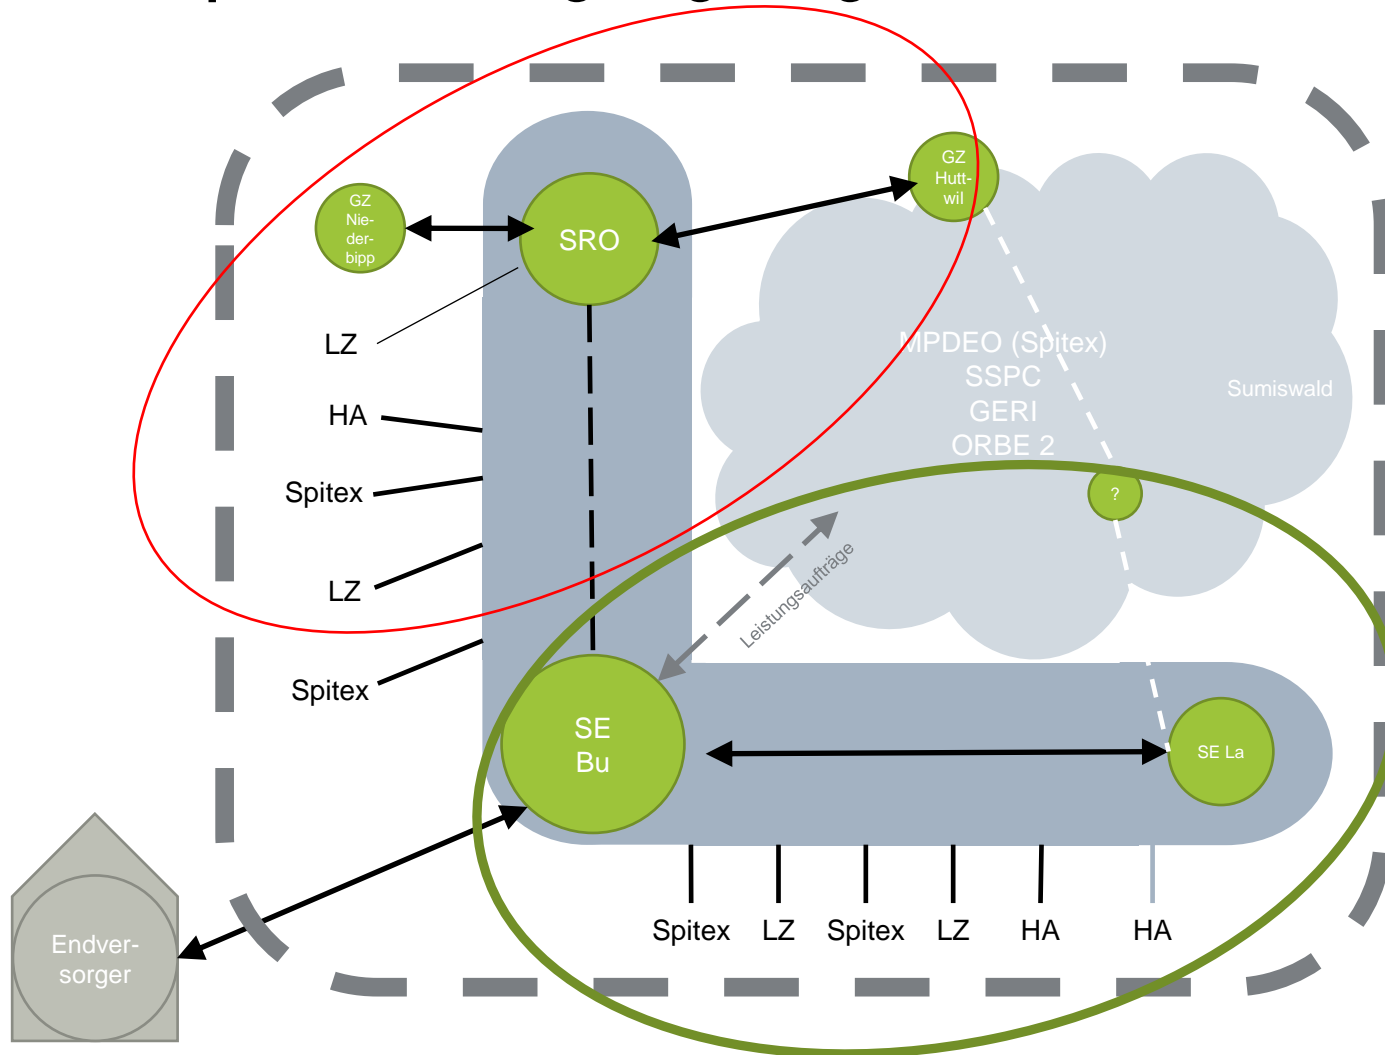 GZ
Nie-
der-
bipp
SRO
GZ
Hutt-
wil
LZ
HA
Spitex
LZ
Spitex
MPDEO (Spitex)
SSPC
GERI
ORBE 2
Sumiswald
?
Leistungsaufträge
SE
Bu
SE La
Endver-
sorger
Spitex
LZ
Spitex
LZ
HA
HA